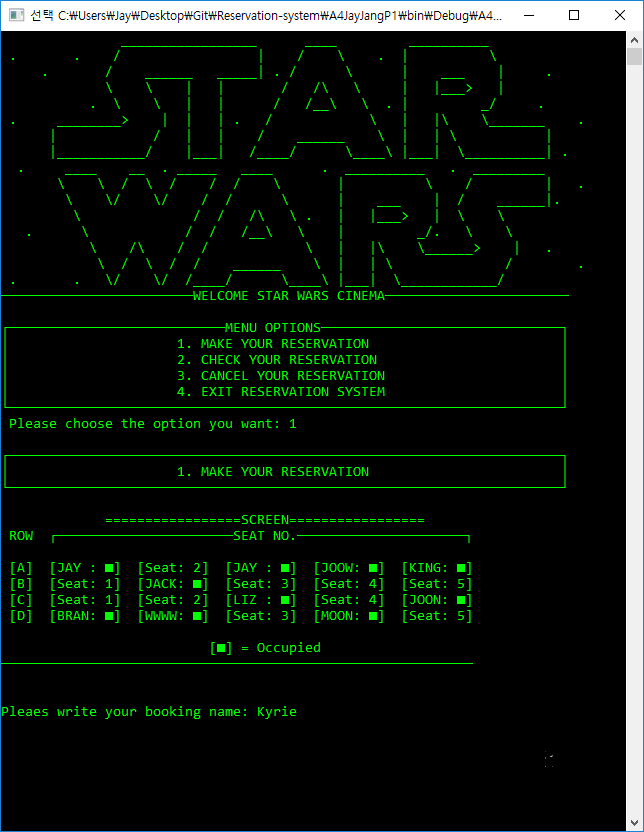 선택 C:₩Users₩Jay₩Desktop₩Git₩Reservation-system₩A4JayJangP1₩bin₩Debug₩A4...
STAR
WARS
WELCOME STAR WARS CINEMA
MENU OPTIONS
1. MAKE YOUR RESERVATION
2. CHECK YOUR RESERVATION
3. CANCEL YOUR RESERVATION
4. EXIT RESERVATION SYSTEM
Please choose the option you want: 1
1. MAKE YOUR RESERVATION
=================SCREEN=================
ROW SEAT NO.
[A] [JAY : ■] [Seat: 2] [JAY : ■] [JOOW: ■] [KING: ■]
[B] [Seat: 1] [JACK: ■] [Seat: 3] [Seat: 4] [Seat: 5]
[C] [Seat: 1] [Seat: 2] [LIZ : ■] [Seat: 4] [JOON: ■]
[D] [BRAN: ■] [WWWW: ■] [Seat: 3] [MOON: ■] [Seat: 5]
[■] = Occupied
Pleaes write your booking name: Kyrie